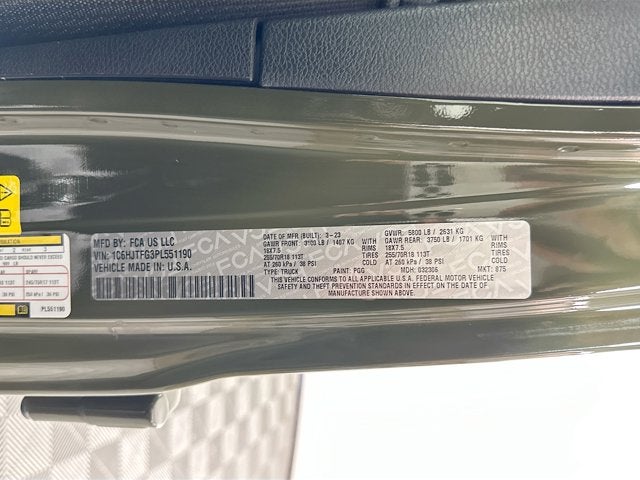 MFD BY: FCA US LLC
VIN: 1C6HJTFG3PL551190
VEHICLE MADE IN: U.S.A.
DATE OF MFR (BUILT): 3-23
GVWR: 5800 LB / 2631 KG
GAWR FRONT: 3100 LB / 1407 KG WITH
GAWR REAR: 3750 LB / 1701 KG WITH
18X7.5 RIMS
18X7.5 RIMS
255/70R18 113T TIRES
255/70R18 113T TIRES
AT 260 kPa / 38 PSI COLD
AT 260 kPa / 38 PSI COLD
TYPE: TRUCK PAINT: PGG MDH: 032306 MKT: 875
THIS VEHICLE CONFORMS TO ALL APPLICABLE U.S.A. FEDERAL MOTOR VEHICLE
SAFETY AND THEFT PREVENTION STANDARDS IN EFFECT ON THE DATE OF
MANUFACTURE SHOWN ABOVE.
PL551190